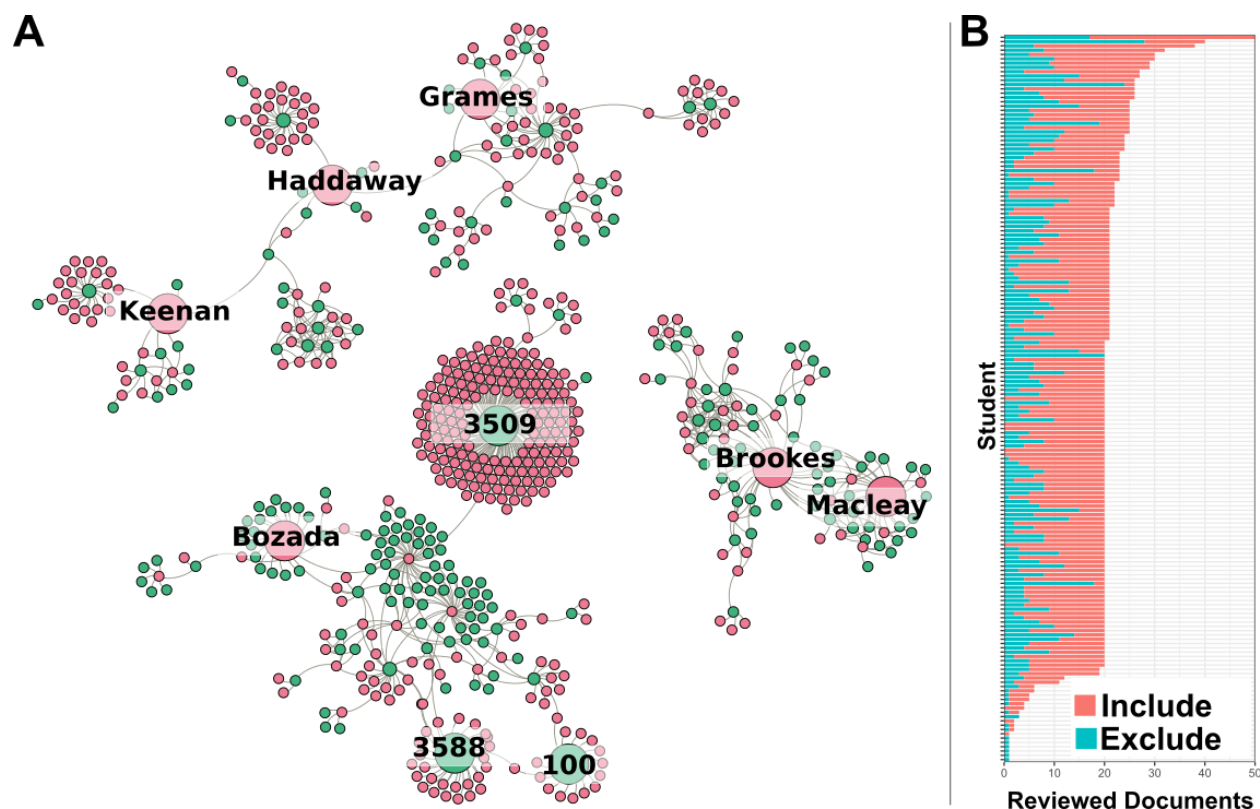 A
Grames
Haddaway
Keenan
3509
Brookes
Macleay
Bozada
3588
100
B
Student
Include
Exclude
0 10 20 30 40 50
Reviewed Documents